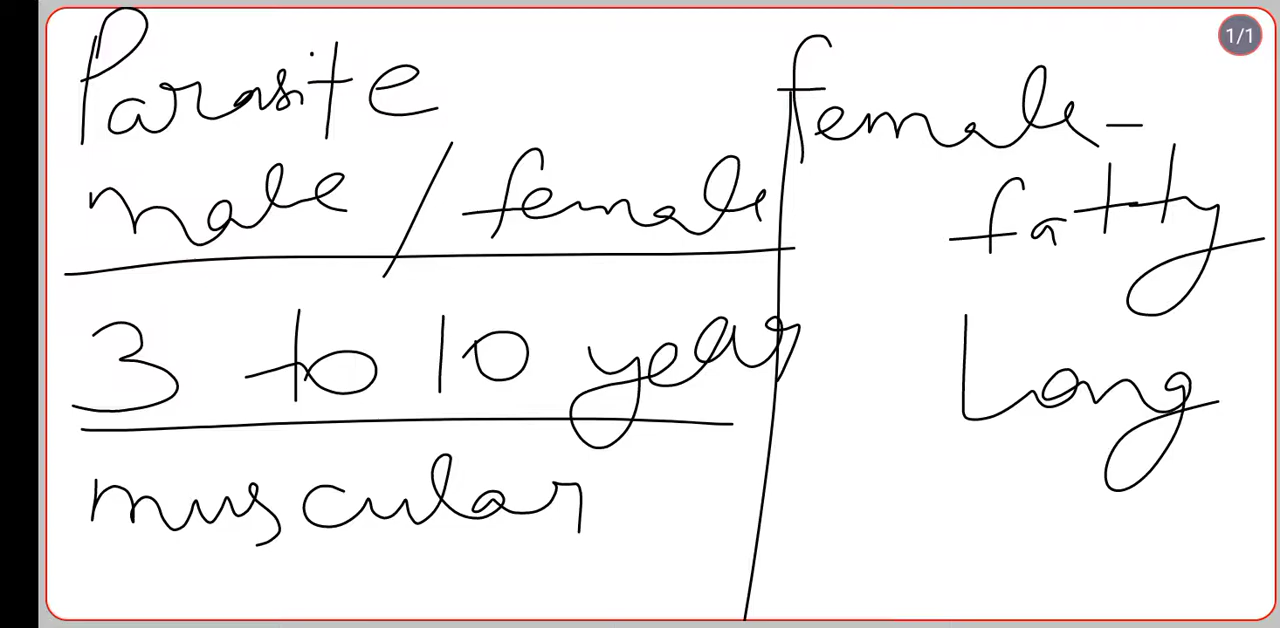 Parasite
male / female
3 to 10 year
muscular
female -
fatty
Long
1/1